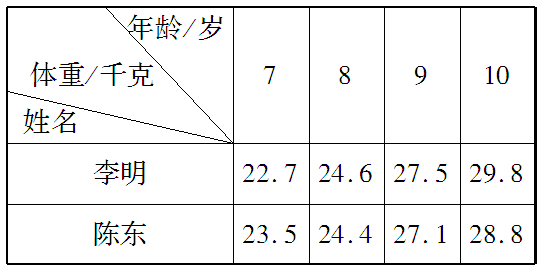 年龄/岁
体重/千克
姓名
7 8 9 10
李明 22.7 24.6 27.5 29.8
陈东 23.5 24.4 27.1 28.8